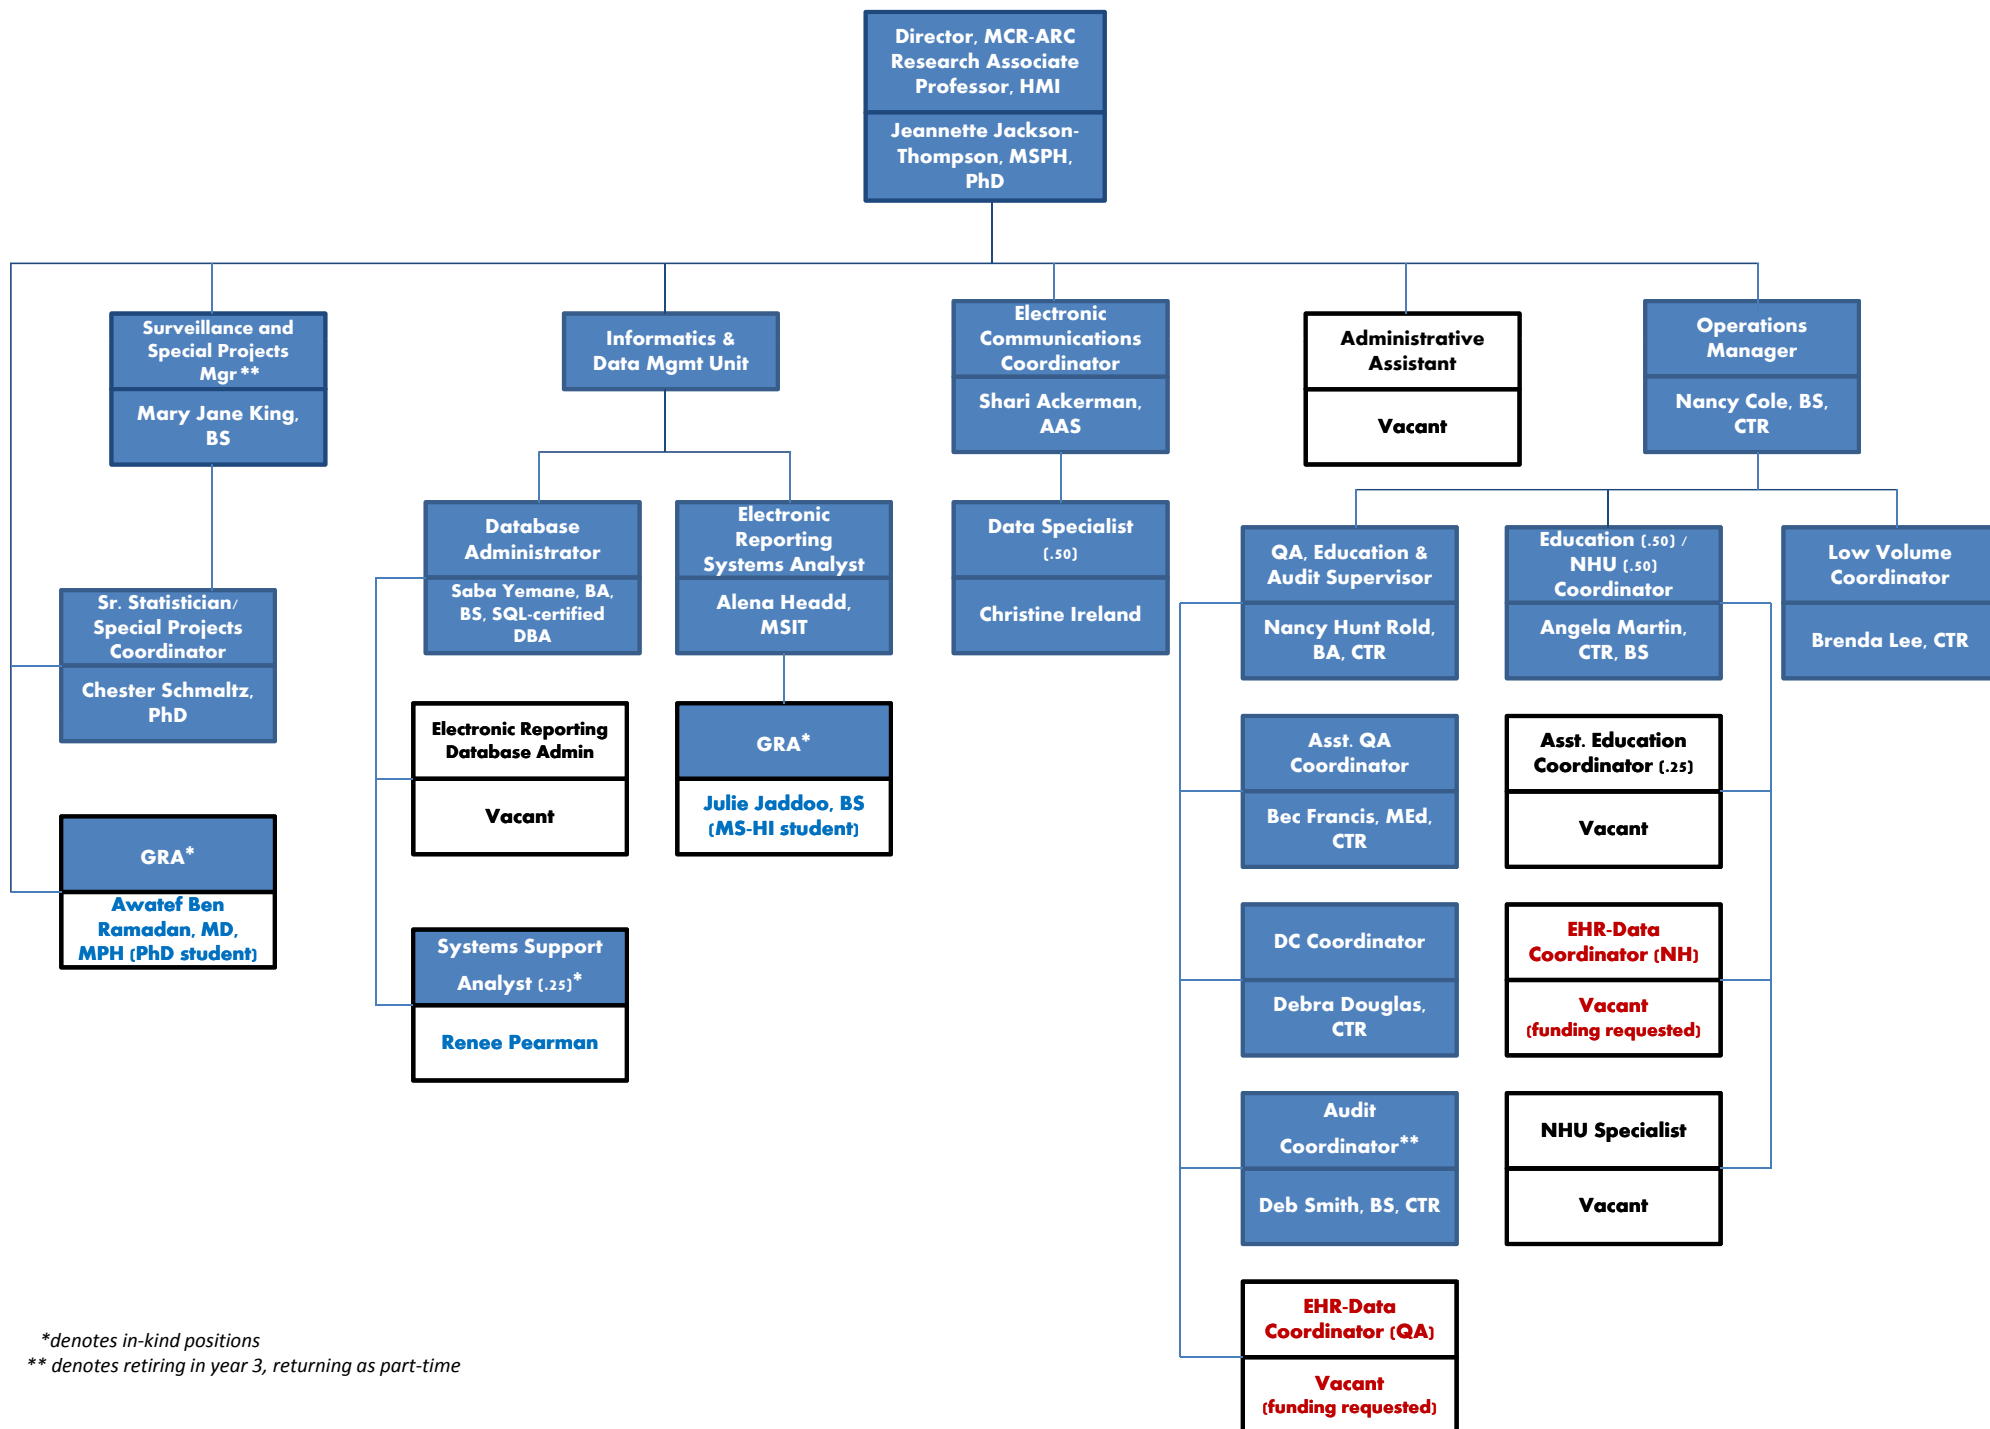 Director, MCR-ARC
Research Associate
Professor, HMI
Jeannette Jackson-
Thompson, MSPH,
PhD
Surveillance and
Special Projects
Mgr **
Mary Jane King,
BS
Informatics &
Data Mgmt Unit
Electronic
Communications
Coordinator
Shari Ackerman,
AAS
Administrative
Assistant
Vacant
Operations
Manager
Nancy Cole, BS,
CTR
Sr. Statistician/
Special Projects
Coordinator
Chester Schmaltz,
PhD
GRA*
Awatef Ben
Ramadan, MD,
MPH (PhD student)
Database
Administrator
Saba Yemane, BA,
BS, SQL-certified
DBA
Electronic Reporting
Database Admin
Vacant
Systems Support
Analyst (.25)*
Renee Pearman
Electronic
Reporting
Systems Analyst
Alena Headd,
MSIT
GRA*
Julie Jaddoo, BS
(MS-HI student)
Data Specialist
(.50)
Christine Ireland
QA, Education &
Audit Supervisor
Nancy Hunt Rold,
BA, CTR
Asst. QA
Coordinator
Bec Francis, MEd,
CTR
DC Coordinator
Debra Douglas,
CTR
Audit
Coordinator**
Deb Smith, BS, CTR
EHR-Data
Coordinator (QA)
Vacant
(funding requested)
Education (.50) /
NHU (.50)
Coordinator
Angela Martin,
CTR, BS
Asst. Education
Coordinator (.25)
Vacant
EHR-Data
Coordinator (NH)
Vacant
(funding requested)
NHU Specialist
Vacant
Low Volume
Coordinator
Brenda Lee, CTR
*denotes in-kind positions
** denotes retiring in year 3, returning as part-time